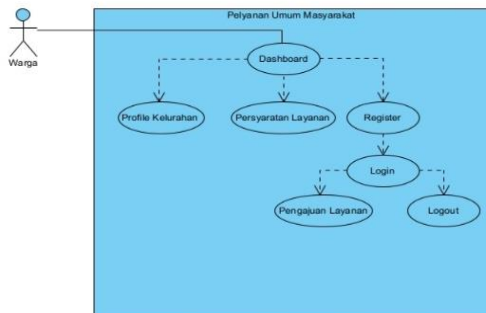 Pelyanan Umum Masyarakat
Warga
Dashboard
Profile Kelurahan
Persyaratan Layanan
Register
Login
Pengajuan Layanan
Logout